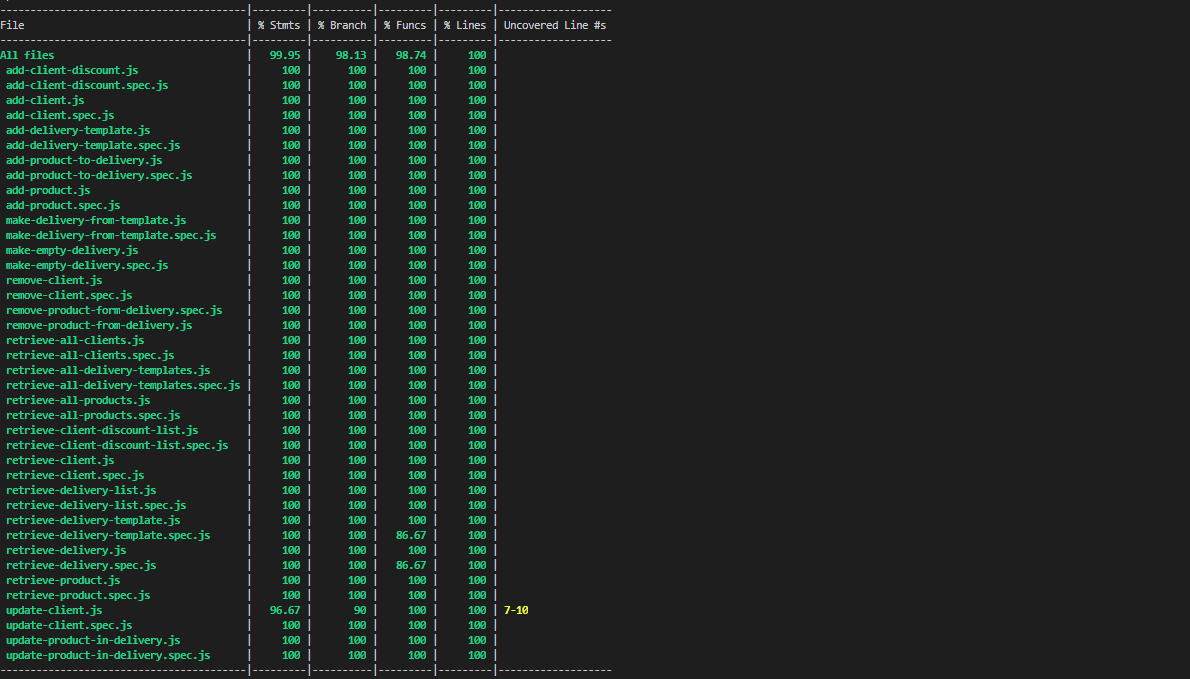 ----------------------------------------|---------|----------|---------|---------|-------------------
File | % Stmts | % Branch | % Funcs | % Lines | Uncovered Line #s
----------------------------------------|---------|----------|---------|---------|-------------------
All files | 99.95 | 98.13 | 98.74 | 100 |
add-client-discount.js | 100 | 100 | 100 | 100 |
add-client-discount.spec.js | 100 | 100 | 100 | 100 |
add-client.js | 100 | 100 | 100 | 100 |
add-client.spec.js | 100 | 100 | 100 | 100 |
add-delivery-template.js | 100 | 100 | 100 | 100 |
add-delivery-template.spec.js | 100 | 100 | 100 | 100 |
add-product-to-delivery.js | 100 | 100 | 100 | 100 |
add-product-to-delivery.spec.js | 100 | 100 | 100 | 100 |
add-product.js | 100 | 100 | 100 | 100 |
add-product.spec.js | 100 | 100 | 100 | 100 |
make-delivery-from-template.js | 100 | 100 | 100 | 100 |
make-delivery-from-template.spec.js | 100 | 100 | 100 | 100 |
make-empty-delivery.js | 100 | 100 | 100 | 100 |
make-empty-delivery.spec.js | 100 | 100 | 100 | 100 |
remove-client.js | 100 | 100 | 100 | 100 |
remove-client.spec.js | 100 | 100 | 100 | 100 |
remove-product-form-delivery.spec.js | 100 | 100 | 100 | 100 |
remove-product-from-delivery.js | 100 | 100 | 100 | 100 |
retrieve-all-clients.js | 100 | 100 | 100 | 100 |
retrieve-all-clients.spec.js | 100 | 100 | 100 | 100 |
retrieve-all-delivery-templates.js | 100 | 100 | 100 | 100 |
retrieve-all-delivery-templates.spec.js | 100 | 100 | 100 | 100 |
retrieve-all-products.js | 100 | 100 | 100 | 100 |
retrieve-all-products.spec.js | 100 | 100 | 100 | 100 |
retrieve-client-discount-list.js | 100 | 100 | 100 | 100 |
retrieve-client-discount-list.spec.js | 100 | 100 | 100 | 100 |
retrieve-client.js | 100 | 100 | 100 | 100 |
retrieve-client.spec.js | 100 | 100 | 100 | 100 |
retrieve-delivery-list.js | 100 | 100 | 100 | 100 |
retrieve-delivery-list.spec.js | 100 | 100 | 100 | 100 |
retrieve-delivery-template.js | 100 | 100 | 100 | 100 |
retrieve-delivery-template.spec.js | 100 | 100 | 86.67 | 100 |
retrieve-delivery.js | 100 | 100 | 100 | 100 |
retrieve-delivery.spec.js | 100 | 100 | 86.67 | 100 |
retrieve-product.js | 100 | 100 | 100 | 100 |
retrieve-product.spec.js | 100 | 100 | 100 | 100 |
update-client.js | 96.67 | 90 | 100 | 100 | 7-10
update-client.spec.js | 100 | 100 | 100 | 100 |
update-product-in-delivery.js | 100 | 100 | 100 | 100 |
update-product-in-delivery.spec.js | 100 | 100 | 100 | 100 |
----------------------------------------|---------|----------|---------|---------|-------------------